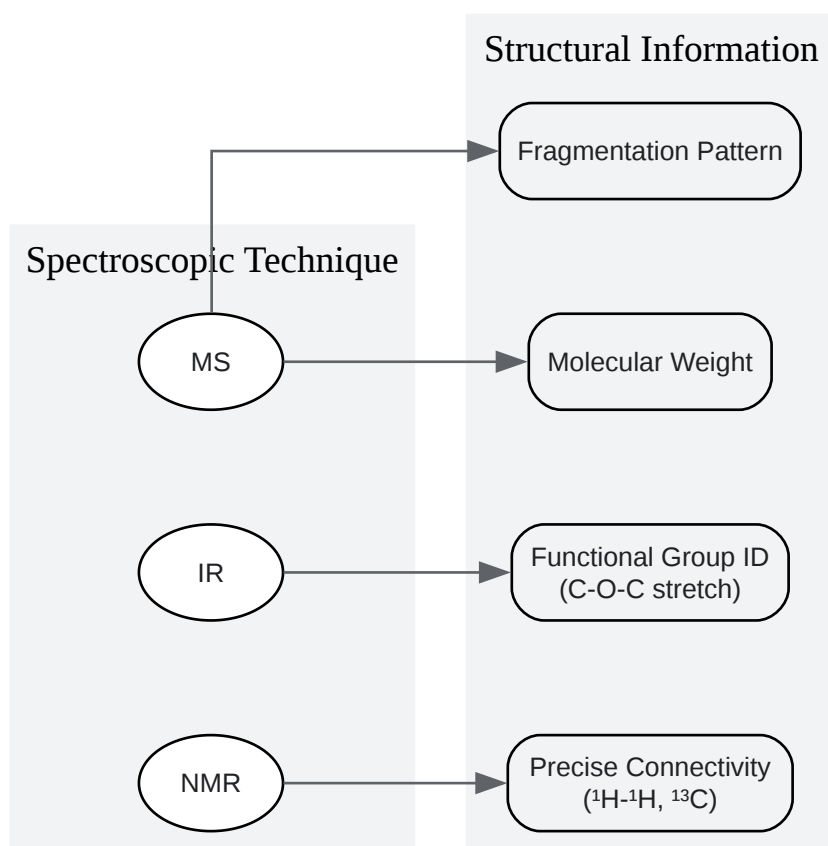 Structural Information
Fragmentation Pattern
Spectroscopic Technique
MS
Molecular Weight
IR
Functional Group ID
(C-O-C stretch)
NMR
Precise Connectivity
(¹H-¹H, ¹³C)